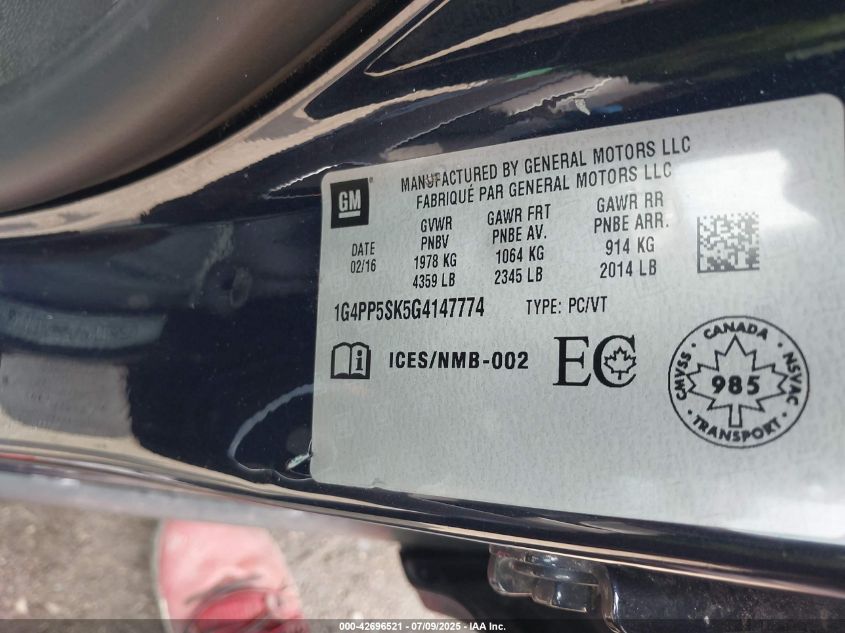 GM
MANUFACTURED BY GENERAL MOTORS LLC
FABRIQUÉ PAR GENERAL MOTORS LLC
DATE
02/16
GVWR
PNBV
1978 KG
4359 LB
GAWR FRT
PNBE AV.
1064 KG
2345 LB
GAWR RR
PNBE ARR.
914 KG
2014 LB
1G4PP5SK5G4147774 TYPE: PC/VT
i ICES/NMB-002 EC
CANADA
CMVSS 985 NSVAC
TRANSPORT
000-42696521 - 07/09/2025 - IAA Inc.